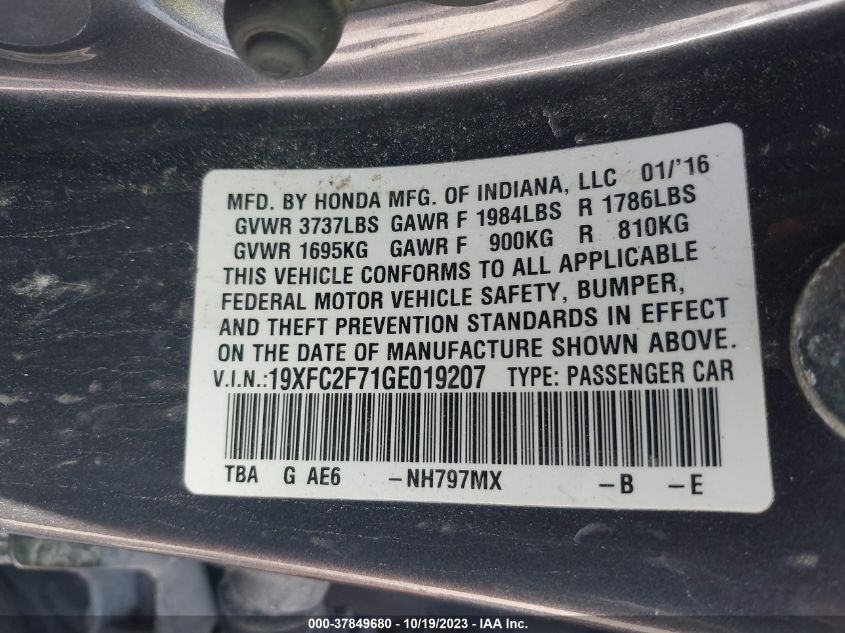 MFD. BY HONDA MFG. OF INDIANA, LLC 01/'16
GVWR 3737LBS GAWR F 1984LBS R 1786LBS
GVWR 1695KG GAWR F 900KG R 810KG
THIS VEHICLE CONFORMS TO ALL APPLICABLE
FEDERAL MOTOR VEHICLE SAFETY, BUMPER,
AND THEFT PREVENTION STANDARDS IN EFFECT
ON THE DATE OF MANUFACTURE SHOWN ABOVE.
V.I.N.:19XFC2F71GE019207 TYPE: PASSENGER CAR
TBA G AE6 -NH797MX -B -E
000-37849680 - 10/19/2023 - IAAI.com